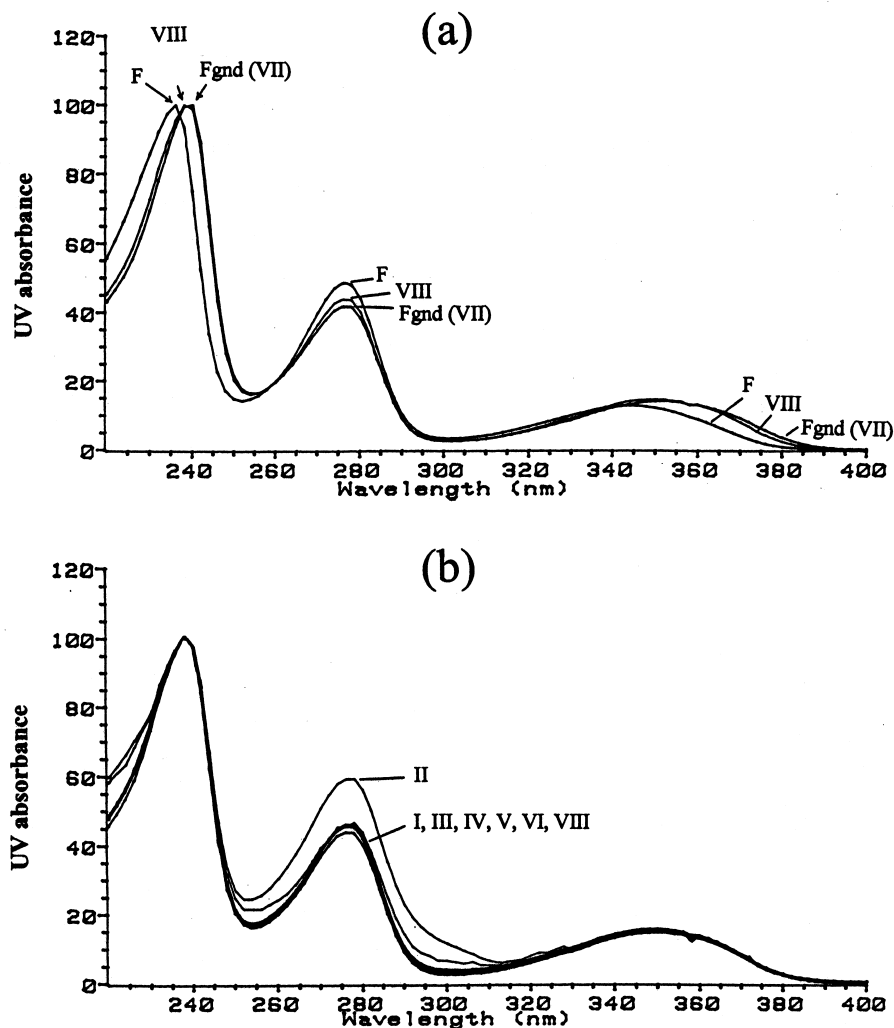 (a)
VIII
F
Fgnd (VII)
120
100
80
60
40
20
0
UV absorbance
F
VIII
Fgnd (VII)
F
VIII
Fgnd (VII)
240 260 280 300 320 340 360 380 400
Wavelength (nm)
(b)
120
100
80
60
40
20
0
UV absorbance
II
I, III, IV, V, VI, VIII
240 260 280 300 320 340 360 380 400
Wavelength (nm)